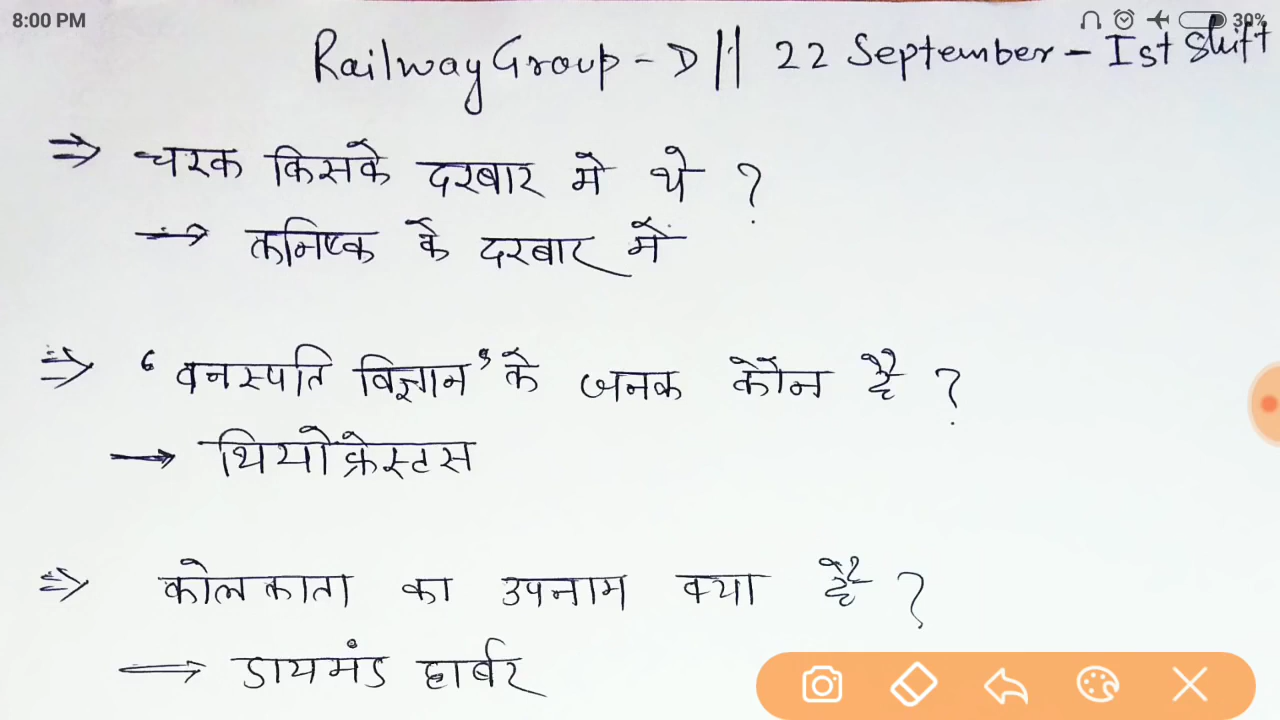 8:00 PM
30%
Railway Group - D || 22 September - Ist Shift
⇒ चरक किसके दरबार मे थे ?
→ कनिष्क के दरबार में
⇒ ‘वनस्पति विज्ञान’ के जनक कौन है ?
→ थियोफ्रेस्टस
⇒ कोलकाता का उपनाम क्या है ?
→ डायमंड हार्बर